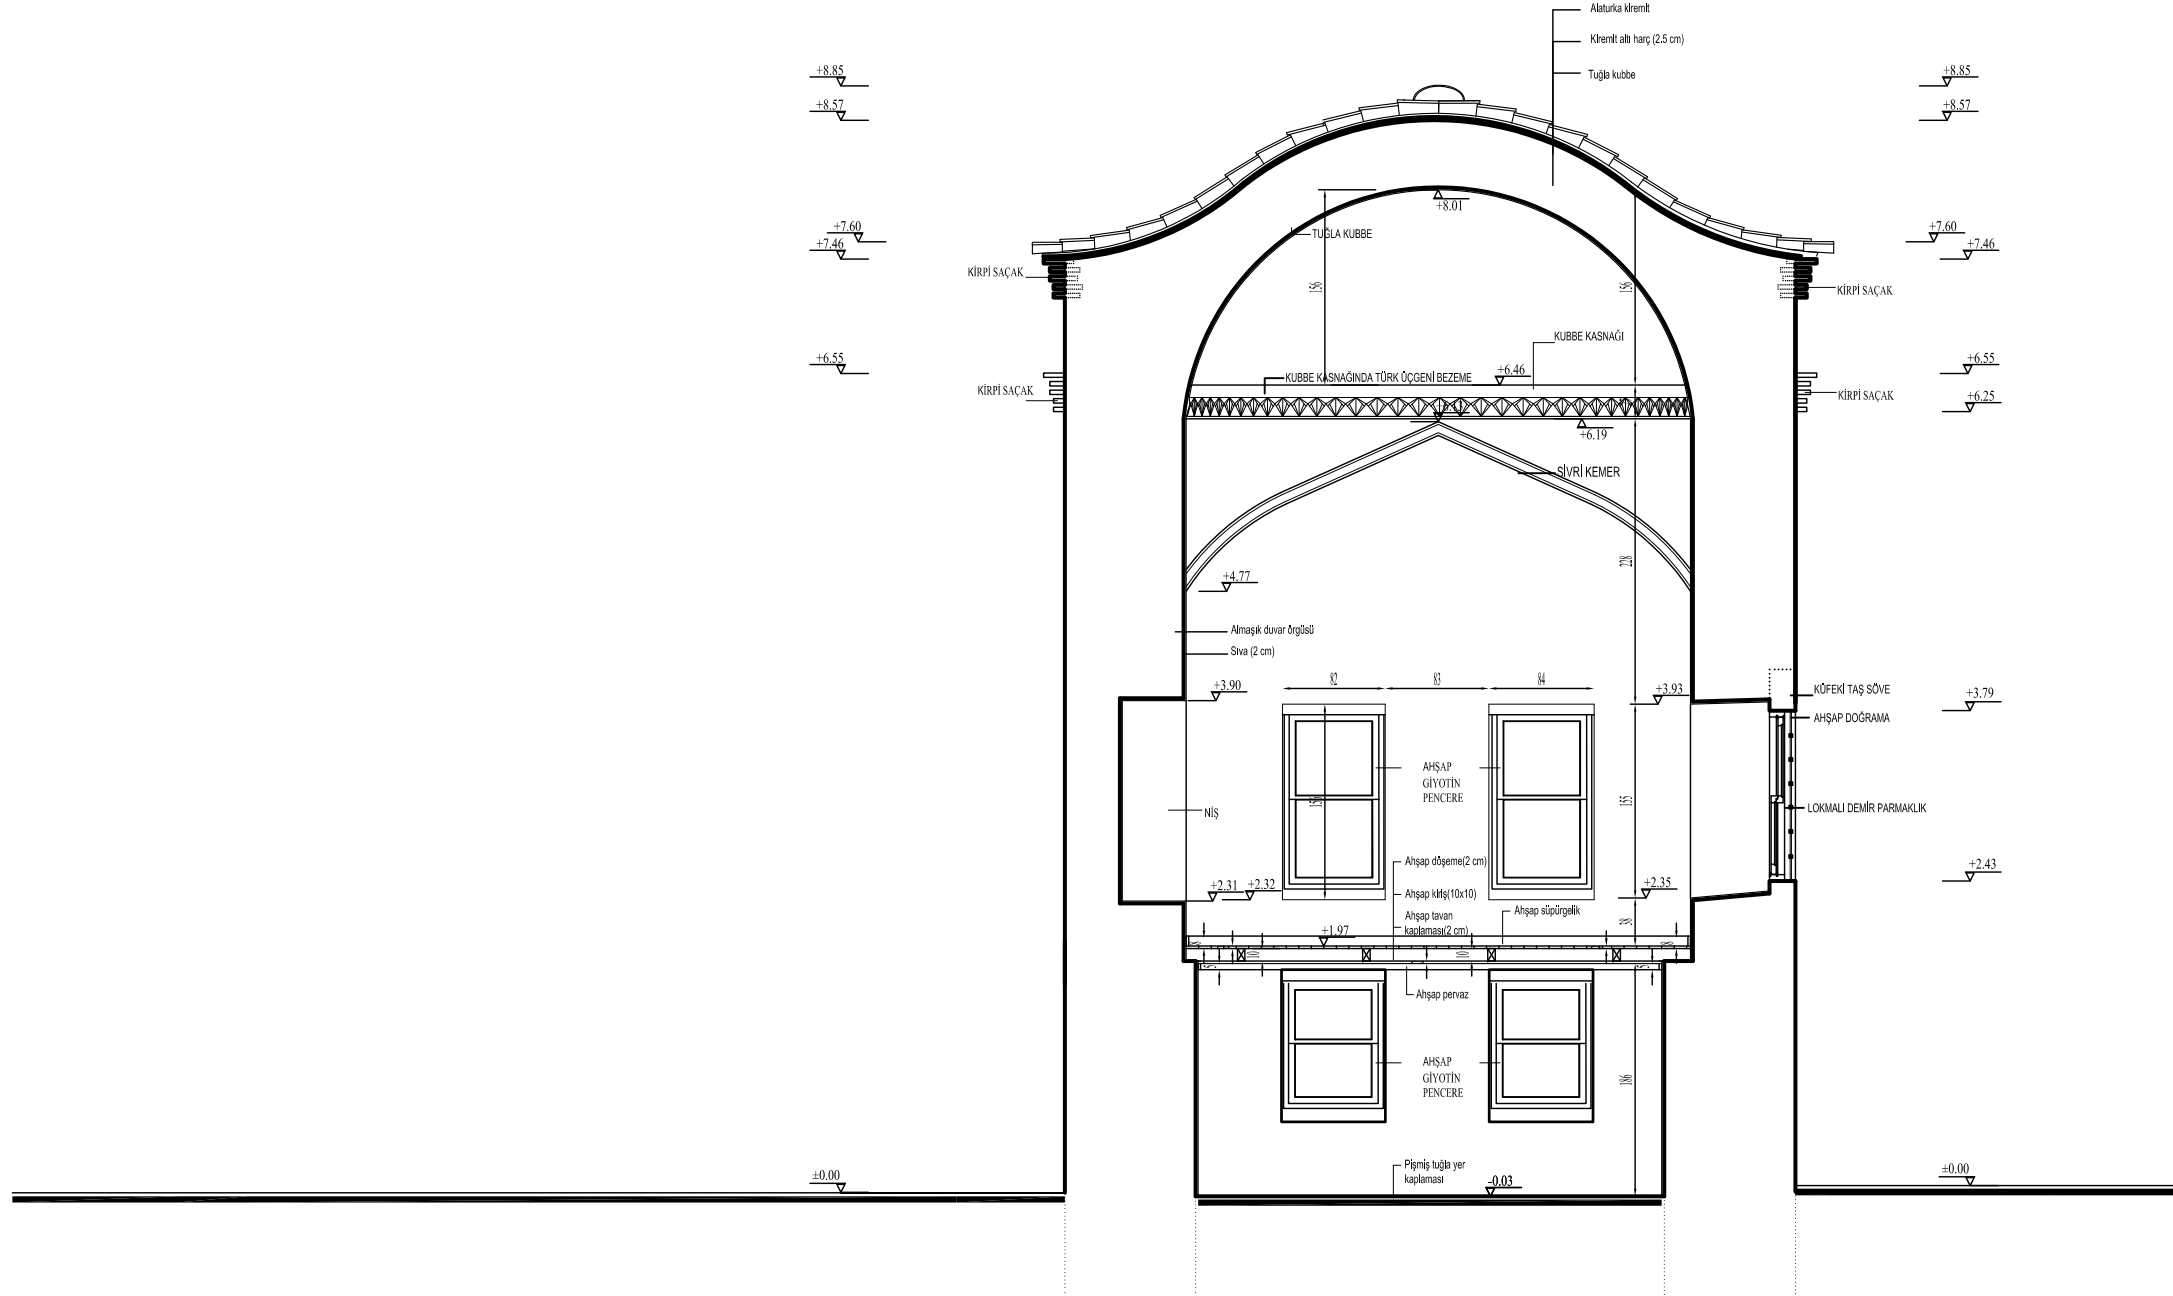 Alaturka kiremit
Kiremit altı harç (2.5 cm)
Tuğla kubbe
+8.85
+8.85
+8.57
+8.57
+8.01
+7.60
+7.60
+7.46
+7.46
TUĞLA KUBBE
KİRPİ SAÇAK
KİRPİ SAÇAK
156
156
KUBBE KASNAĞI
+6.55
+6.55
+6.46
KUBBE KASNAĞINDA TÜRK ÜÇGENİ BEZEME
KİRPİ SAÇAK
KİRPİ SAÇAK
+6.25
+6.19
SİVRİ KEMER
228
+4.77
Almaşık duvar örgüsü
Sıva (2 cm)
82
83
84
+3.90
+3.93
KÜFEKİ TAŞ SÖVE
+3.79
AHŞAP DOĞRAMA
AHŞAP
GİYOTİN
PENCERE
155
LOKMALI DEMİR PARMAKLIK
NİŞ
Ahşap döşeme(2 cm)
+2.43
+2.31
+2.32
+2.35
Ahşap kiriş(10x10)
Ahşap süpürgelik
Ahşap tavan
kaplaması(2 cm)
38
+1.97
8
8
10
10
5
5
Ahşap pervaz
AHŞAP
GİYOTİN
PENCERE
186
Pişmiş tuğla yer
kaplaması
±0.00
±0.00
-0.03